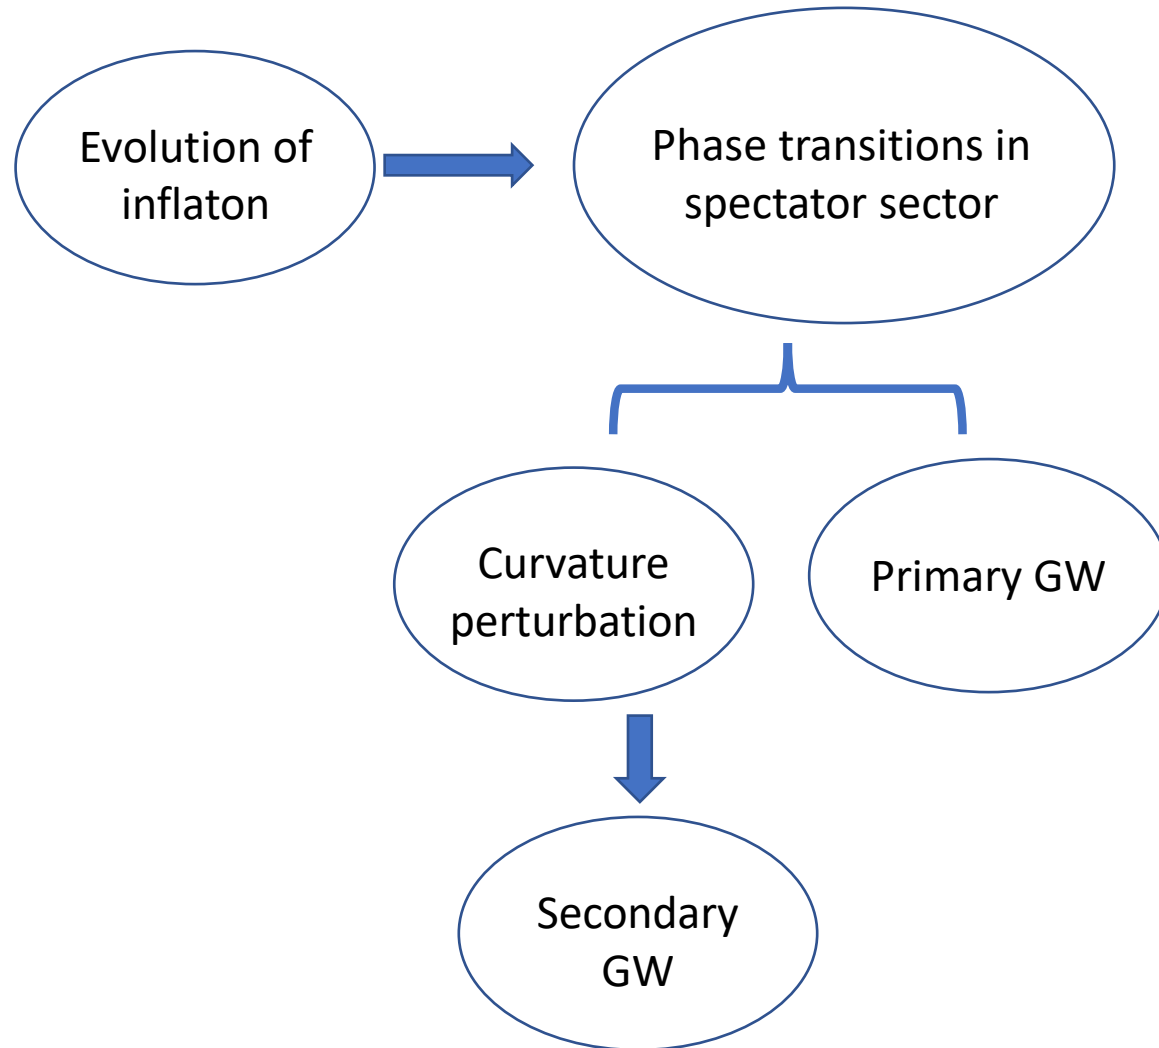 Evolution of
inflaton
Phase transitions in
spectator sector
Curvature
perturbation
Primary GW
Secondary
GW